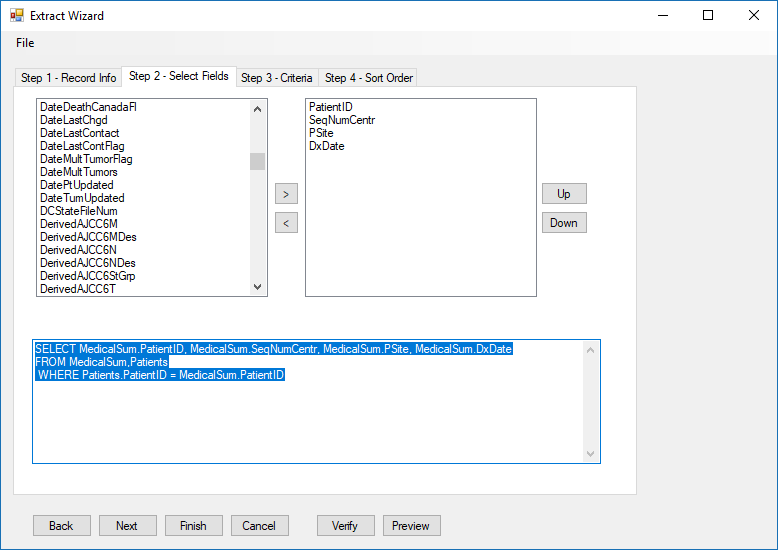 Extract Wizard
File
Step 1 - Record Info
Step 2 - Select Fields
Step 3 - Criteria
Step 4 - Sort Order
DateDeathCanadaFl
DateLastChgd
DateLastContact
DateLastContFlag
DateMultTumorFlag
DateMultTumors
DatePtUpdated
DateTumUpdated
DCStateFileNum
DerivedAJCC6M
DerivedAJCC6MDes
DerivedAJCC6N
DerivedAJCC6NDes
DerivedAJCC6StGrp
DerivedAJCC6T
>
<
PatientID
SeqNumCentr
PSite
DxDate
Up
Down
SELECT MedicalSum.PatientID, MedicalSum.SeqNumCentr, MedicalSum.PSite, MedicalSum.DxDate
FROM MedicalSum,Patients
WHERE Patients.PatientID = MedicalSum.PatientID
Back
Next
Finish
Cancel
Verify
Preview